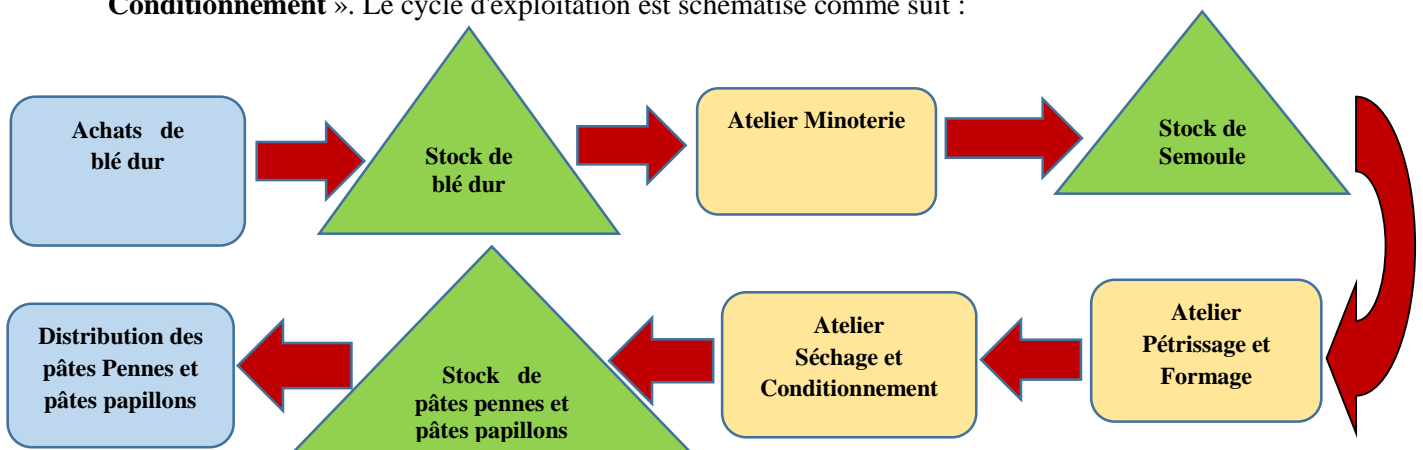 Conditionnement ». Le cycle d'exploitation est schématisé comme suit :
Achats de
blé dur
Stock de
blé dur
Atelier Minoterie
Stock de
Semoule
Distribution des
pâtes Pennes et
pâtes papillons
Stock de
pâtes pennes et
pâtes papillons
Atelier
Séchage et
Conditionnement
Atelier
Pétrissage et
Formage